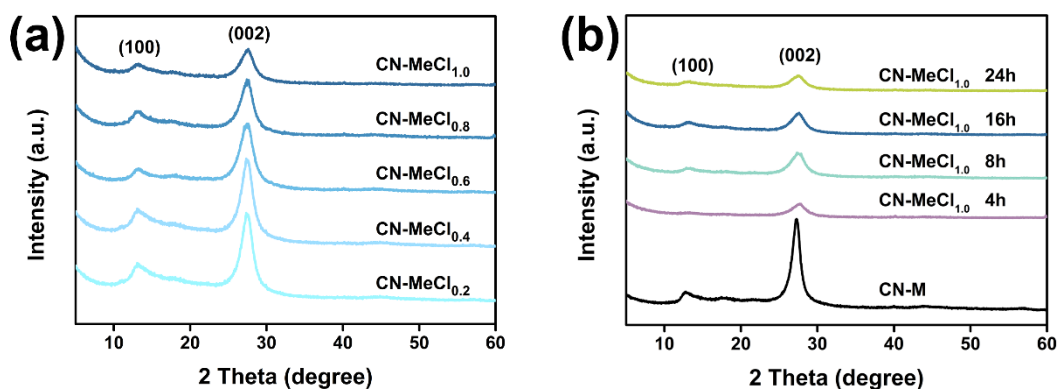 (a)
(100)
(002)
CN-MeCl1.0
CN-MeCl0.8
CN-MeCl0.6
CN-MeCl0.4
CN-MeCl0.2
Intensity (a.u.)
10 20 30 40 50 60
2 Theta (degree)
(b)
(100)
(002)
CN-MeCl1.0 24h
CN-MeCl1.0 16h
CN-MeCl1.0 8h
CN-MeCl1.0 4h
CN-M
Intensity (a.u.)
10 20 30 40 50 60
2 Theta (degree)